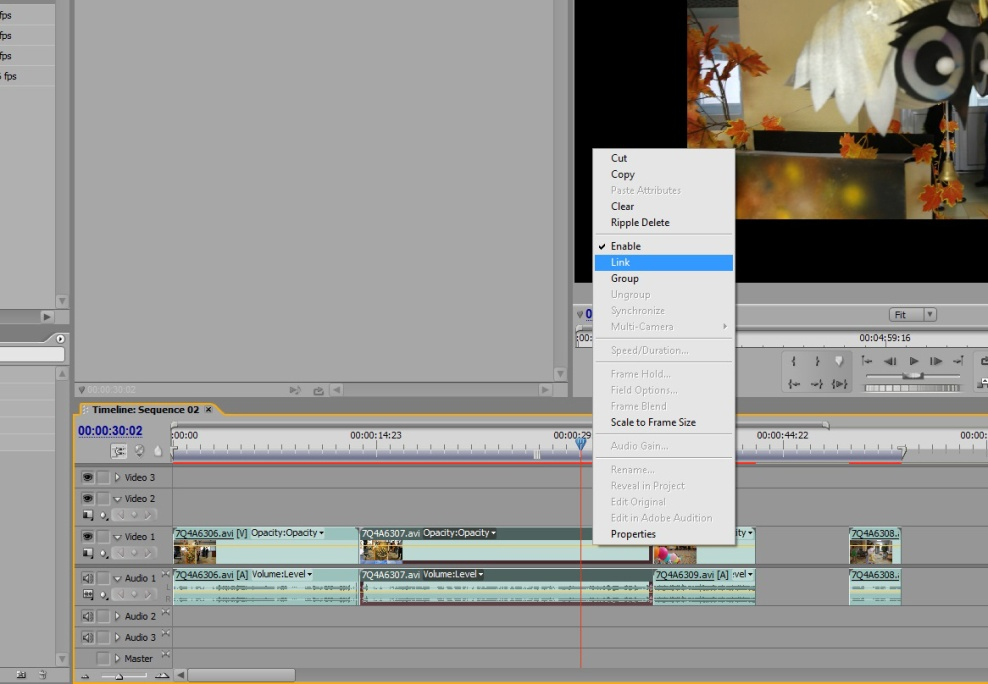 fps
fps
fps
fps
Cut
Copy
Paste Attributes
Clear
Ripple Delete
Enable
Link
Group
Ungroup
Synchronize
Multi-Camera
Speed/Duration...
Frame Hold...
Field Options...
Frame Blend
Scale to Frame Size
Audio Gain...
Rename...
Reveal in Project
Edit Original
Edit in Adobe Audition
Properties
Fit
00:04:59:16
00:00:30:02
Timeline: Sequence 02
00:00:30:02
:00:00 00:00:14:23 00:00:29 00:00:44:22 00:00:
Video 3
Video 2
Video 1 7Q4A6306.avi [V] Opacity:Opacity 7Q4A6307.avi Opacity:Opacity ity 7Q4A6308.
Audio 1 7Q4A6306.avi [A] Volume:Level 7Q4A6307.avi Volume:Level 7Q4A6309.avi [A] :vel 7Q4A6308.
Audio 2
Audio 3
Master